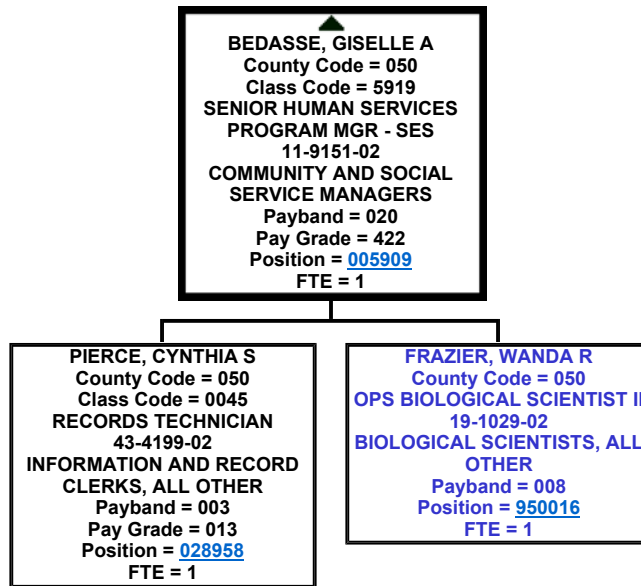 BEDASSE, GISELLE A
County Code = 050
Class Code = 5919
SENIOR HUMAN SERVICES
PROGRAM MGR - SES
11-9151-02
COMMUNITY AND SOCIAL
SERVICE MANAGERS
Payband = 020
Pay Grade = 422
Position = 005909
FTE = 1
PIERCE, CYNTHIA S
County Code = 050
Class Code = 0045
RECORDS TECHNICIAN
43-4199-02
INFORMATION AND RECORD
CLERKS, ALL OTHER
Payband = 003
Pay Grade = 013
Position = 028958
FTE = 1
FRAZIER, WANDA R
County Code = 050
OPS BIOLOGICAL SCIENTIST
19-1029-02
BIOLOGICAL SCIENTISTS, ALL
OTHER
Payband = 008
Position = 950016
FTE = 1